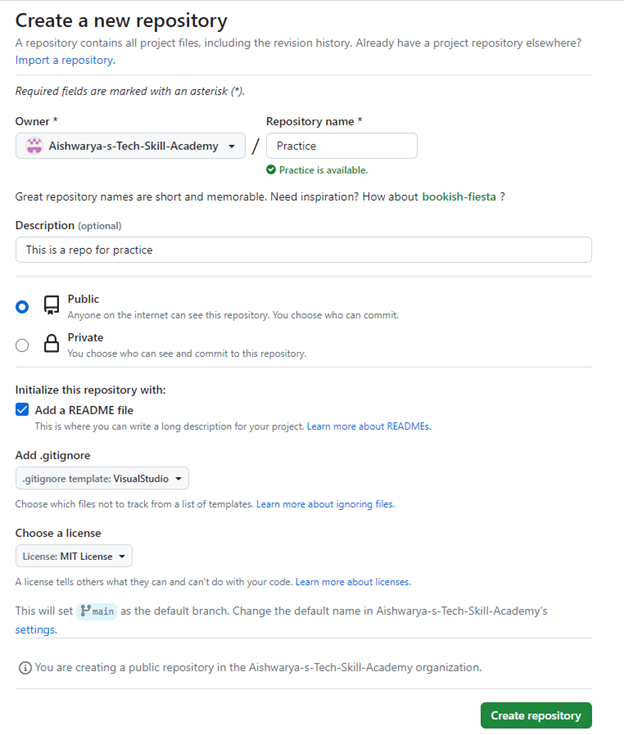 Create a new repository
A repository contains all project files, including the revision history. Already have a project repository elsewhere?
Import a repository.
Required fields are marked with an asterisk (*).
Owner * Repository name *
Aishwarya-s-Tech-Skill-Academy / Practice
Practice is available.
Great repository names are short and memorable. Need inspiration? How about bookish-fiesta ?
Description (optional)
This is a repo for practice
Public
Anyone on the internet can see this repository. You choose who can commit.
Private
You choose who can see and commit to this repository.
Initialize this repository with:
Add a README file
This is where you can write a long description for your project. Learn more about READMEs.
Add .gitignore
.gitignore template: VisualStudio
Choose which files not to track from a list of templates. Learn more about ignoring files.
Choose a license
License: MIT License
A license tells others what they can and can't do with your code. Learn more about licenses.
This will set main as the default branch. Change the default name in Aishwarya-s-Tech-Skill-Academy's
settings.
You are creating a public repository in the Aishwarya-s-Tech-Skill-Academy organization.
Create repository